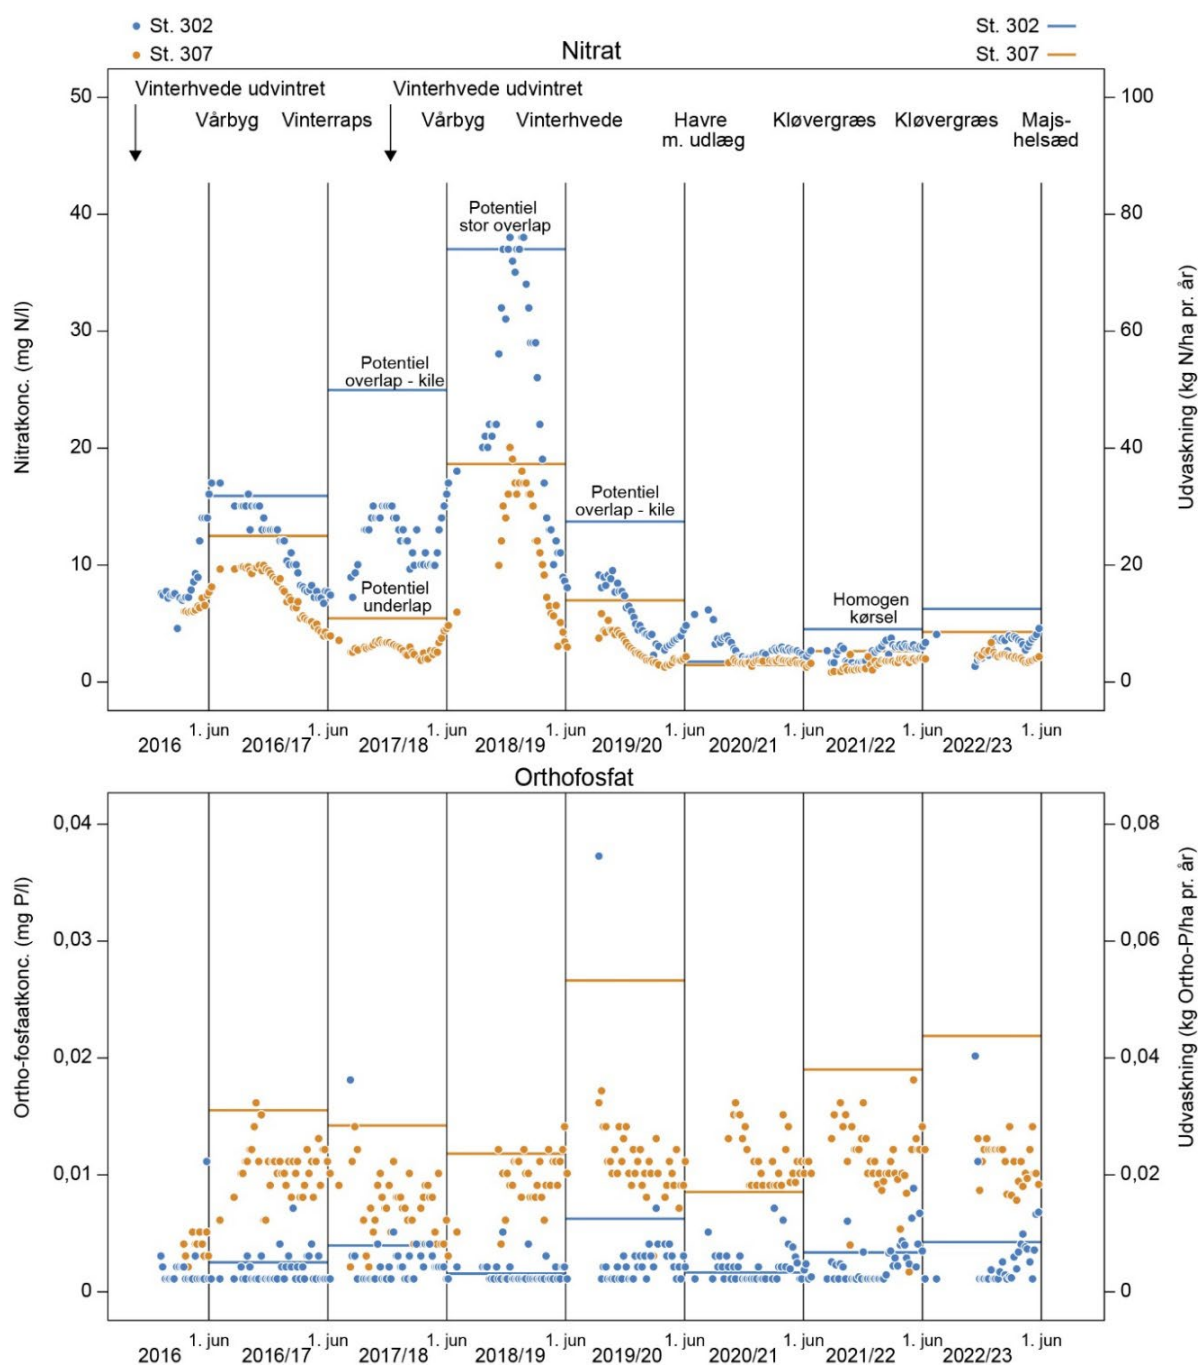 St. 302
St. 307
St. 302
St. 307
Nitrat
Vinterhvede udvintret
Vinterhvede udvintret
Vårbyg
Vinterraps
Vårbyg
Vinterhvede
Havre
m. udlæg
Kløvergræs
Kløvergræs
Majs-
helsæd
Potentiel
stor overlap
Potentiel
overlap - kile
Potentiel
underlap
Potentiel
overlap - kile
Homogen
kørsel
50
40
30
20
10
0
Nitratkonc. (mg N/l)
100
80
60
40
20
0
Udvaskning (kg N/ha pr. år)
1. jun
1. jun
1. jun
1. jun
1. jun
1. jun
1. jun
1. jun
2016
2016/17
2017/18
2018/19
2019/20
2020/21
2021/22
2022/23
Orthofosfat
0,04
0,03
0,02
0,01
0
Ortho-fosfaatkonc. (mg P/l)
0,08
0,06
0,04
0,02
0
Udvaskning (kg Ortho-P/ha pr. år)
1. jun
1. jun
1. jun
1. jun
1. jun
1. jun
1. jun
1. jun
2016
2016/17
2017/18
2018/19
2019/20
2020/21
2021/22
2022/23